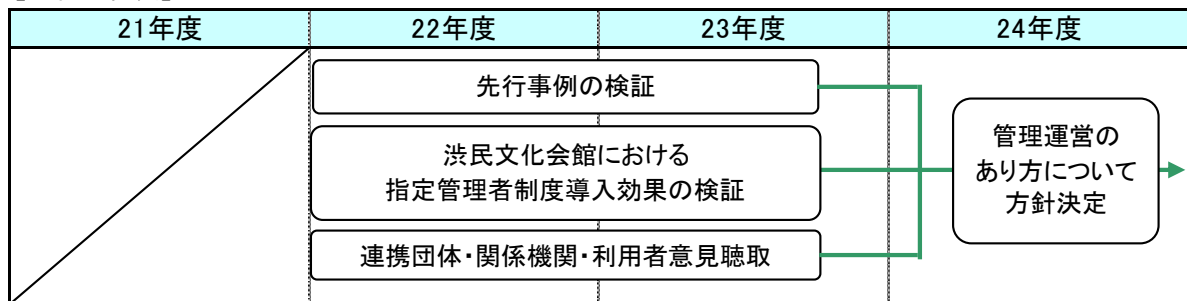 21年度
22年度
23年度
24年度
先行事例の検証
渋民文化会館における
指定管理者制度導入効果の検証
連携団体・関係機関・利用者意見聴取
管理運営の
あり方について
方針決定